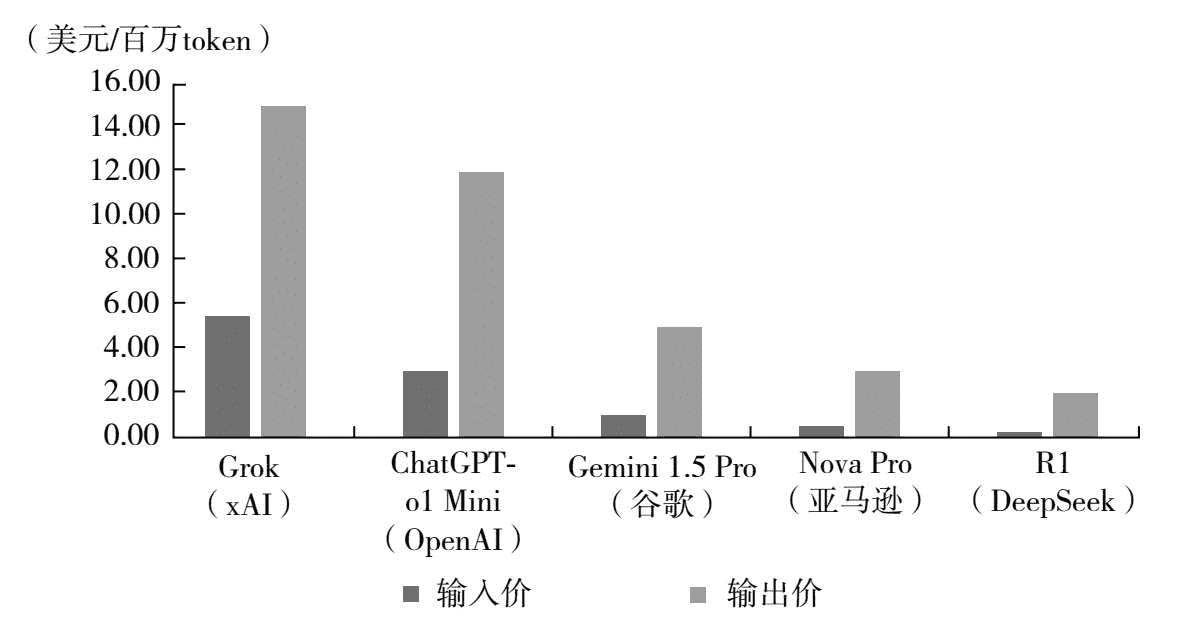 （美元/百万token）
16.00
14.00
12.00
10.00
8.00
6.00
4.00
2.00
0.00
Grok
（xAI）
ChatGPT-
o1 Mini
（OpenAI）
Gemini 1.5 Pro
（谷歌）
Nova Pro
（亚马逊）
R1
（DeepSeek）
输入价
输出价